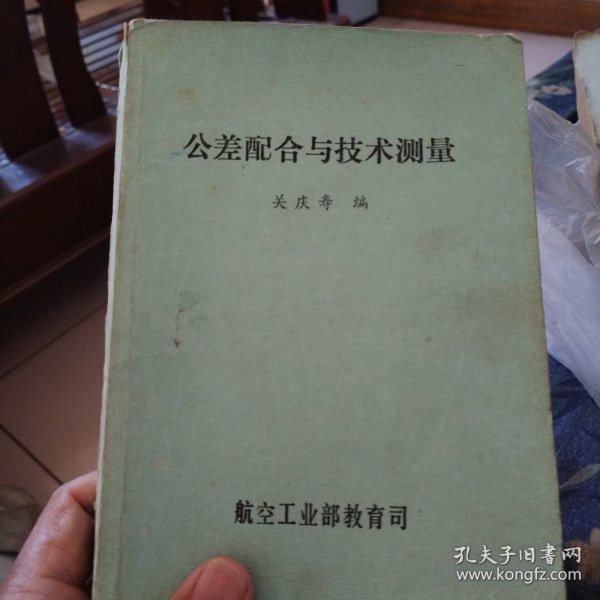 公差配合与技术测量
关庆寿 编
航空工业部教育司
孔夫子旧书网
www.kongfz.com